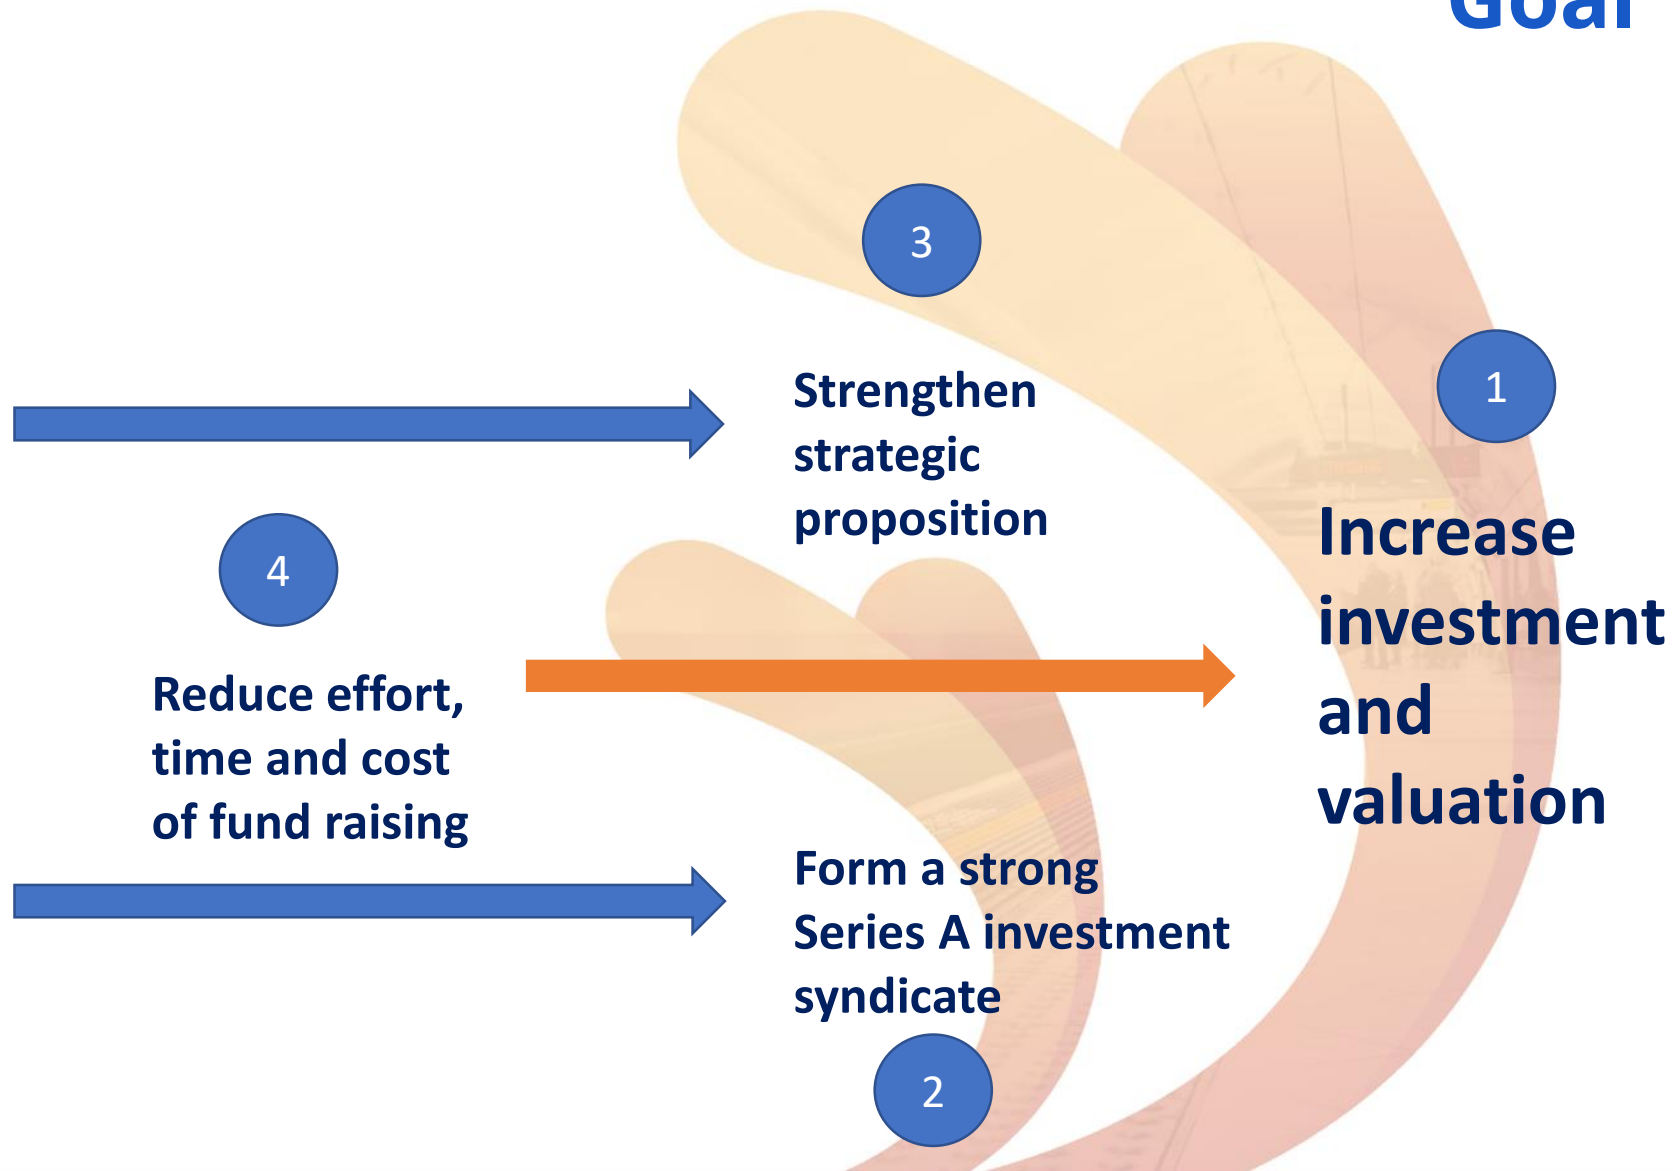 Goal
3
Strengthen
strategic
proposition
1
Increase
investment
and
valuation
4
Reduce effort,
time and cost
of fund raising
Form a strong
Series A investment
syndicate
2